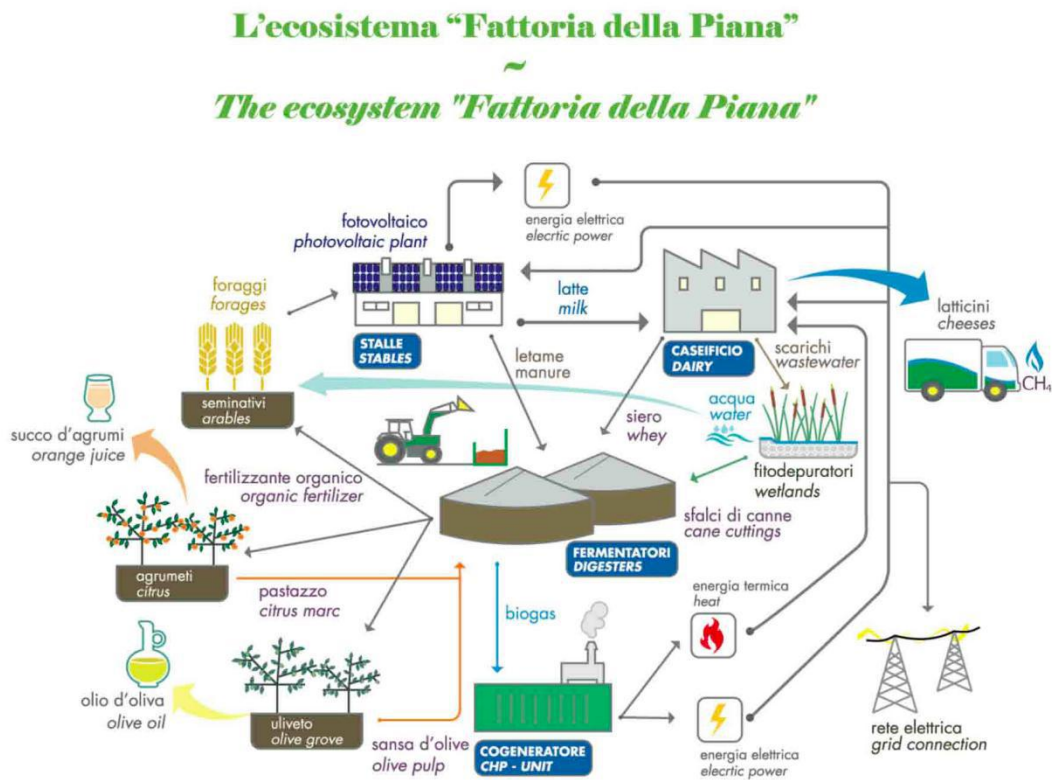 L'ecosistema “Fattoria della Piana”
~
The ecosystem "Fattoria della Piana"
energia elettrica
elecrtic power
fotovoltaico
photovoltaic plant
foraggi
forages
latte
milk
latticini
cheeses
CH4
STALLE
STABLES
CASEIFICIO
DAIRY
scarichi
wastewater
letame
manure
seminativi
arables
acqua
water
siero
whey
succo d'agrumi
orange juice
fitodepuratori
wetlands
fertilizzante organico
organic fertilizer
sfalci di canne
cane cuttings
FERMENTATORI
DIGESTERS
agrumeti
citrus
pastazzo
citrus marc
energia termica
heat
biogas
olio d'oliva
olive oil
uliveto
olive grove
sansa d'olive
olive pulp
COGENERATORE
CHP - UNIT
energia elettrica
elecrtic power
rete elettrica
grid connection